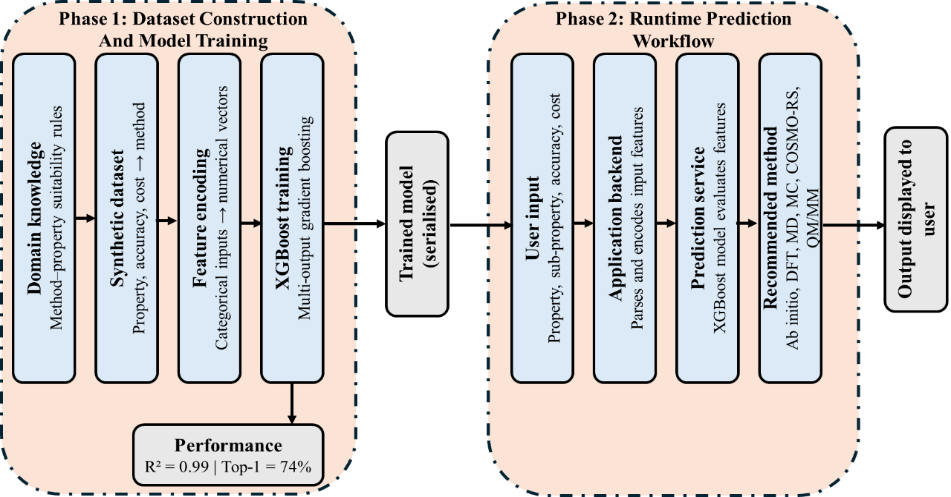 Phase 1: Dataset Construction
And Model Training
Domain knowledge
Method–property suitability rules
Synthetic dataset
Property, accuracy, cost → method
Feature encoding
Categorical inputs → numerical vectors
XGBoost training
Multi-output gradient boosting
Performance
R² = 0.99 | Top-1 = 74%
Trained model
(serialised)
Phase 2: Runtime Prediction
Workflow
User input
Property, sub-property, accuracy, cost
Application backend
Parses and encodes input features
Prediction service
XGBoost model evaluates features
Recommended method
Ab initio, DFT, MD, MC, COSMO-RS,
QM/MM
Output displayed to
user